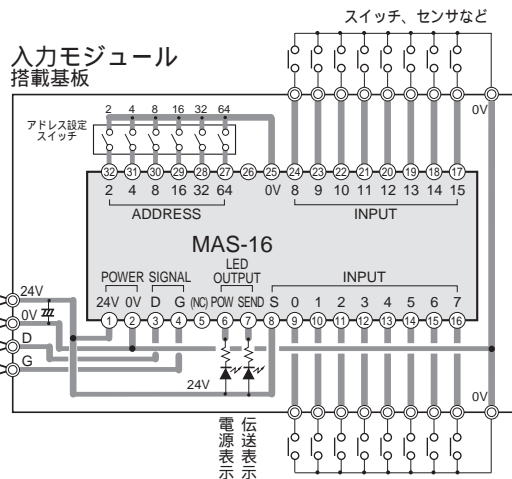 スイッチ、センサなど
入力モジュール
搭載基板
0V
2 4 8 16 32 64
アドレス設定
スイッチ
32 31 30 29 28 27 26 25 24 23 22 21 20 19 18 17
2 4 8 16 32 64 0V 8 9 10 11 12 13 14 15
ADDRESS INPUT
MAS-16
LED
POWER SIGNAL OUTPUT INPUT
24V 0V D G (NC) POW SEND S 0 1 2 3 4 5 6 7
1 2 3 4 5 6 7 8 9 10 11 12 13 14 15 16
24V
0V
D
G
24V
0V
電源表示
伝送表示